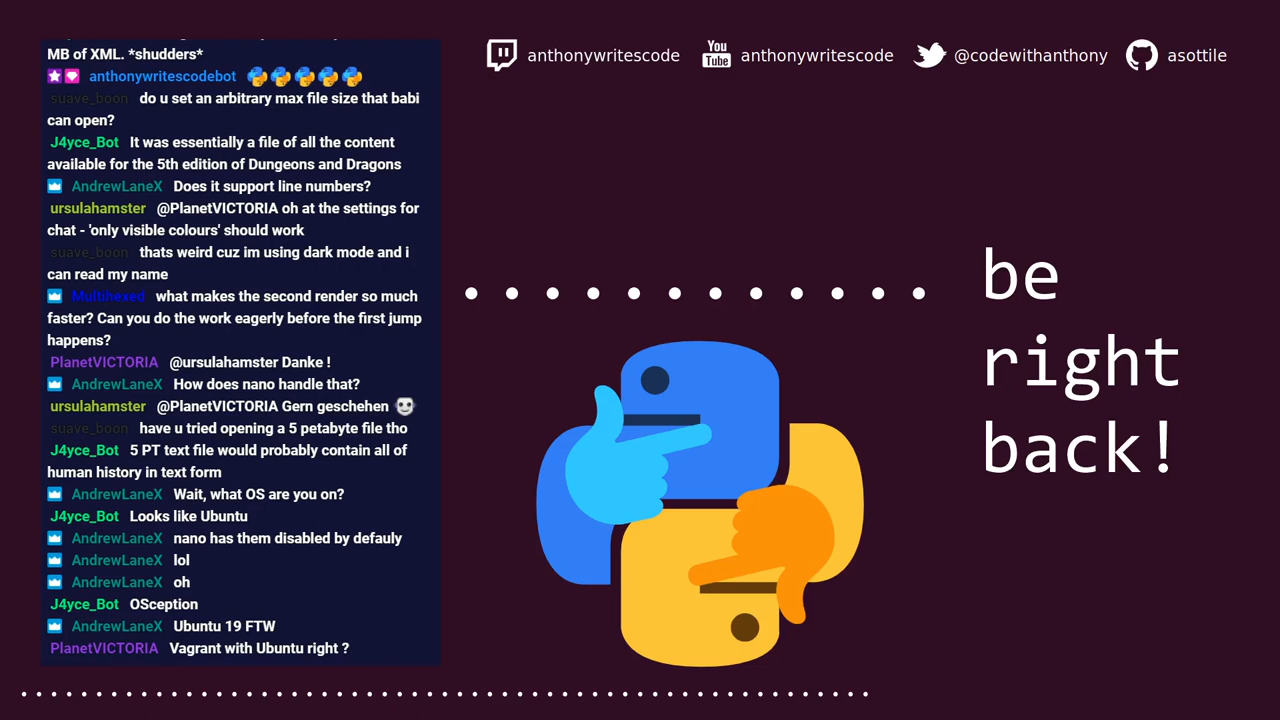 MB of XML. *shudders*
anthonywritescodebot
suave_boon do u set an arbitrary max file size that babi
can open?
J4yce_Bot It was essentially a file of all the content
available for the 5th edition of Dungeons and Dragons
AndrewLaneX Does it support line numbers?
ursulahamster @PlanetVICTORIA oh at the settings for
chat - 'only visible colours' should work
suave_boon thats weird cuz im using dark mode and i
can read my name
Multihexed what makes the second render so much
faster? Can you do the work eagerly before the first jump
happens?
PlanetVICTORIA @ursulahamster Danke !
AndrewLaneX How does nano handle that?
ursulahamster @PlanetVICTORIA Gern geschehen
suave_boon have u tried opening a 5 petabyte file tho
J4yce_Bot 5 PT text file would probably contain all of
human history in text form
AndrewLaneX Wait, what OS are you on?
J4yce_Bot Looks like Ubuntu
AndrewLaneX nano has them disabled by defauly
AndrewLaneX lol
AndrewLaneX oh
J4yce_Bot OSception
AndrewLaneX Ubuntu 19 FTW
PlanetVICTORIA Vagrant with Ubuntu right ?
anthonywritescode
You
Tube
anthonywritescode
@codewithanthony
asottile
be
right
back!